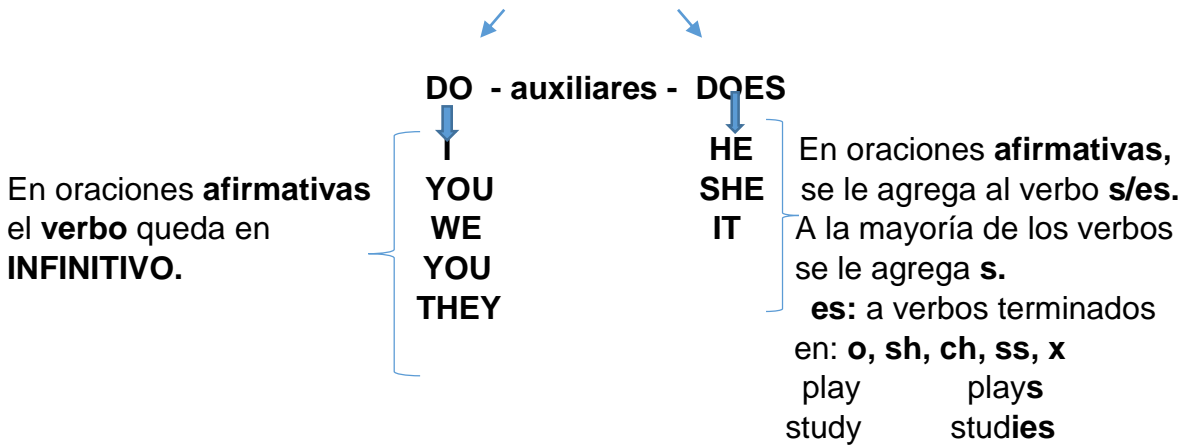 DO - auxiliares - DOES
I HE En oraciones afirmativas,
En oraciones afirmativas YOU SHE se le agrega al verbo s/es.
el verbo queda en WE IT A la mayoría de los verbos
INFINITIVO. YOU se le agrega s.
THEY es: a verbos terminados
en: o, sh, ch, ss, x
play plays
study studies